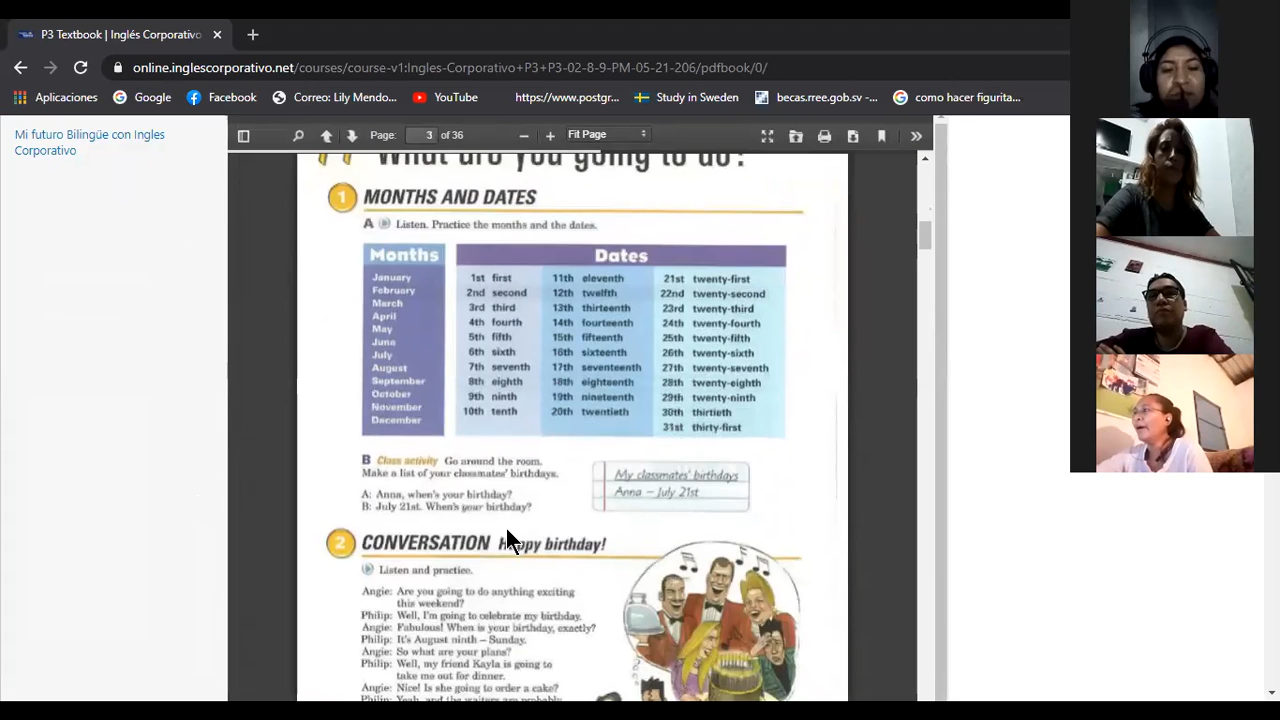 P3 Textbook | Inglés Corporativo
online.inglescorporativo.net/courses/course-v1:Ingles-Corporativo+P3+P3-02-8-9-PM-05-21-206/pdfbook/0/
Aplicaciones Google Facebook Correo: Lily Mendo... YouTube https://www.postgr... Study in Sweden becas.rree.gob.sv -... como hacer figurita...
Mi futuro Bilingüe con Ingles
Corporativo
Page: 3 of 36 Fit Page
What are you going to do?
1 MONTHS AND DATES
A Listen. Practice the months and the dates.
Months
January
February
March
April
May
June
July
August
September
October
November
December
Dates
1st first 11th eleventh 21st twenty-first
2nd second 12th twelfth 22nd twenty-second
3rd third 13th thirteenth 23rd twenty-third
4th fourth 14th fourteenth 24th twenty-fourth
5th fifth 15th fifteenth 25th twenty-fifth
6th sixth 16th sixteenth 26th twenty-sixth
7th seventh 17th seventeenth 27th twenty-seventh
8th eighth 18th eighteenth 28th twenty-eighth
9th ninth 19th nineteenth 29th twenty-ninth
10th tenth 20th twentieth 30th thirtieth
31st thirty-first
B Class activity Go around the room.
Make a list of your classmates' birthdays.
A: Anna, when's your birthday?
B: July 21st. When's your birthday?
My classmates' birthdays
Anna – July 21st
2 CONVERSATION Happy birthday!
Listen and practice.
Angie: Are you going to do anything exciting
this weekend?
Philip: Well, I'm going to celebrate my birthday.
Angie: Fabulous! When is your birthday, exactly?
Philip: It's August ninth – Sunday.
Angie: So what are your plans?
Philip: Well, my friend Kayla is going to
take me out for dinner.
Angie: Nice! Is she going to order a cake?
Philip: Yeah, and the waiters are probably